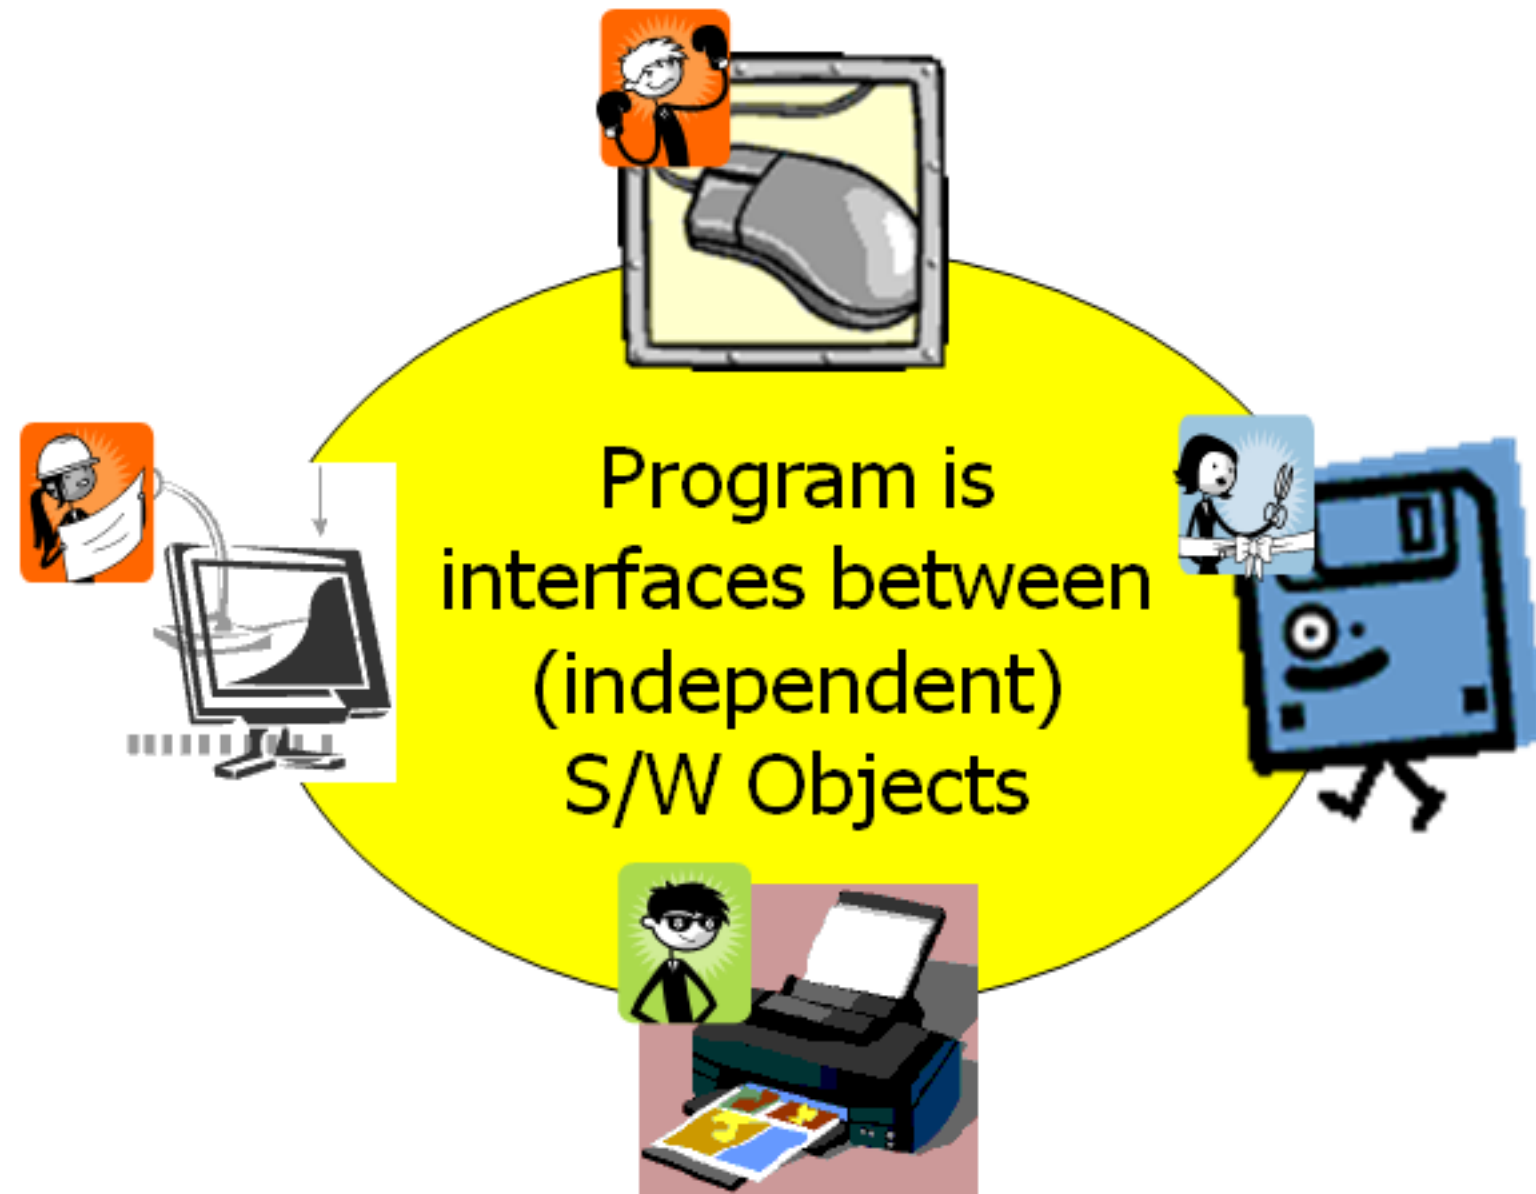 Program is
interfaces between
(independent)
S/W Objects